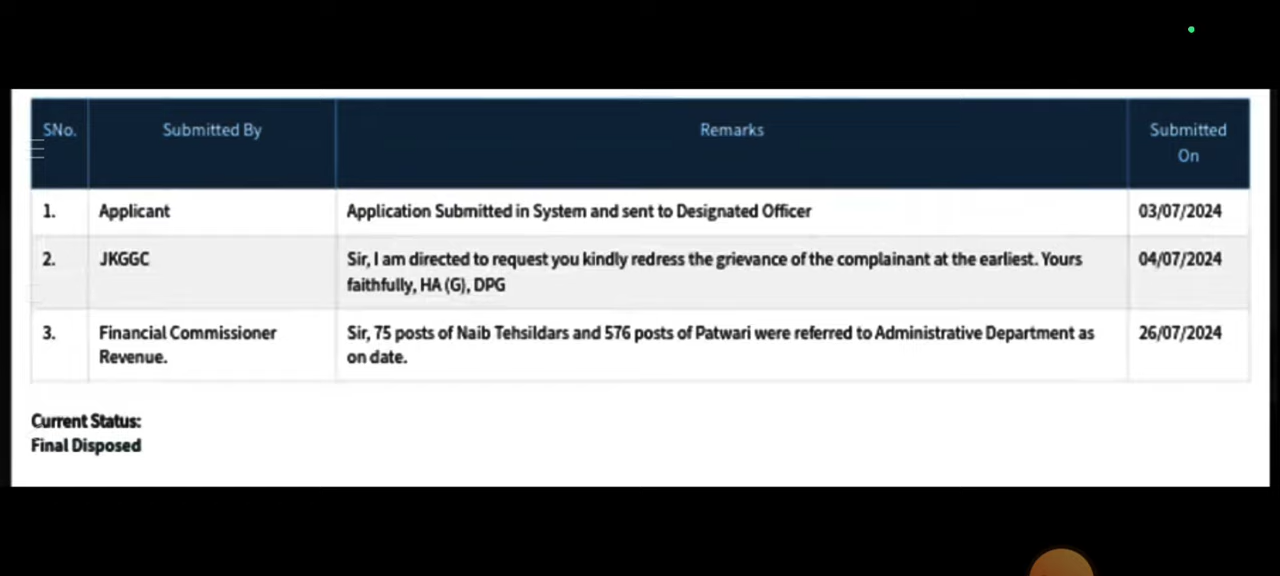 SNo. Submitted By Remarks Submitted
On
1. Applicant Application Submitted in System and sent to Designated Officer 03/07/2024
2. JKGGC Sir, I am directed to request you kindly redress the grievance of the complainant at the earliest. Yours 04/07/2024
faithfully, HA (G), DPG
3. Financial Commissioner Sir, 75 posts of Naib Tehsildars and 576 posts of Patwari were referred to Administrative Department as 26/07/2024
Revenue. on date.
Current Status:
Final Disposed